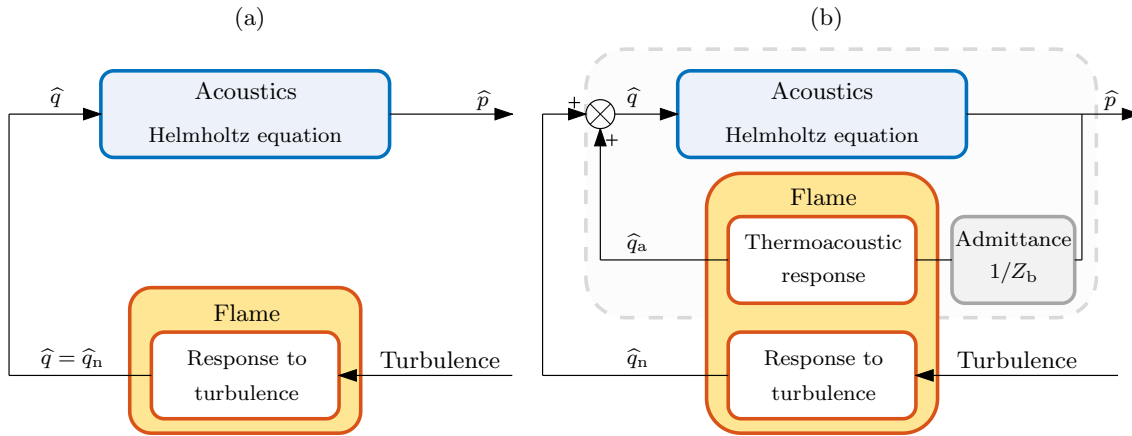 (a)
q̂
Acoustics
Helmholtz equation
p̂
q̂ = q̂ₙ
Flame
Response to
turbulence
Turbulence
(b)
+
+
q̂
Acoustics
Helmholtz equation
p̂
Flame
q̂ₐ
Thermoacoustic
response
Admittance
1/Z_b
q̂ₙ
Response to
turbulence
Turbulence